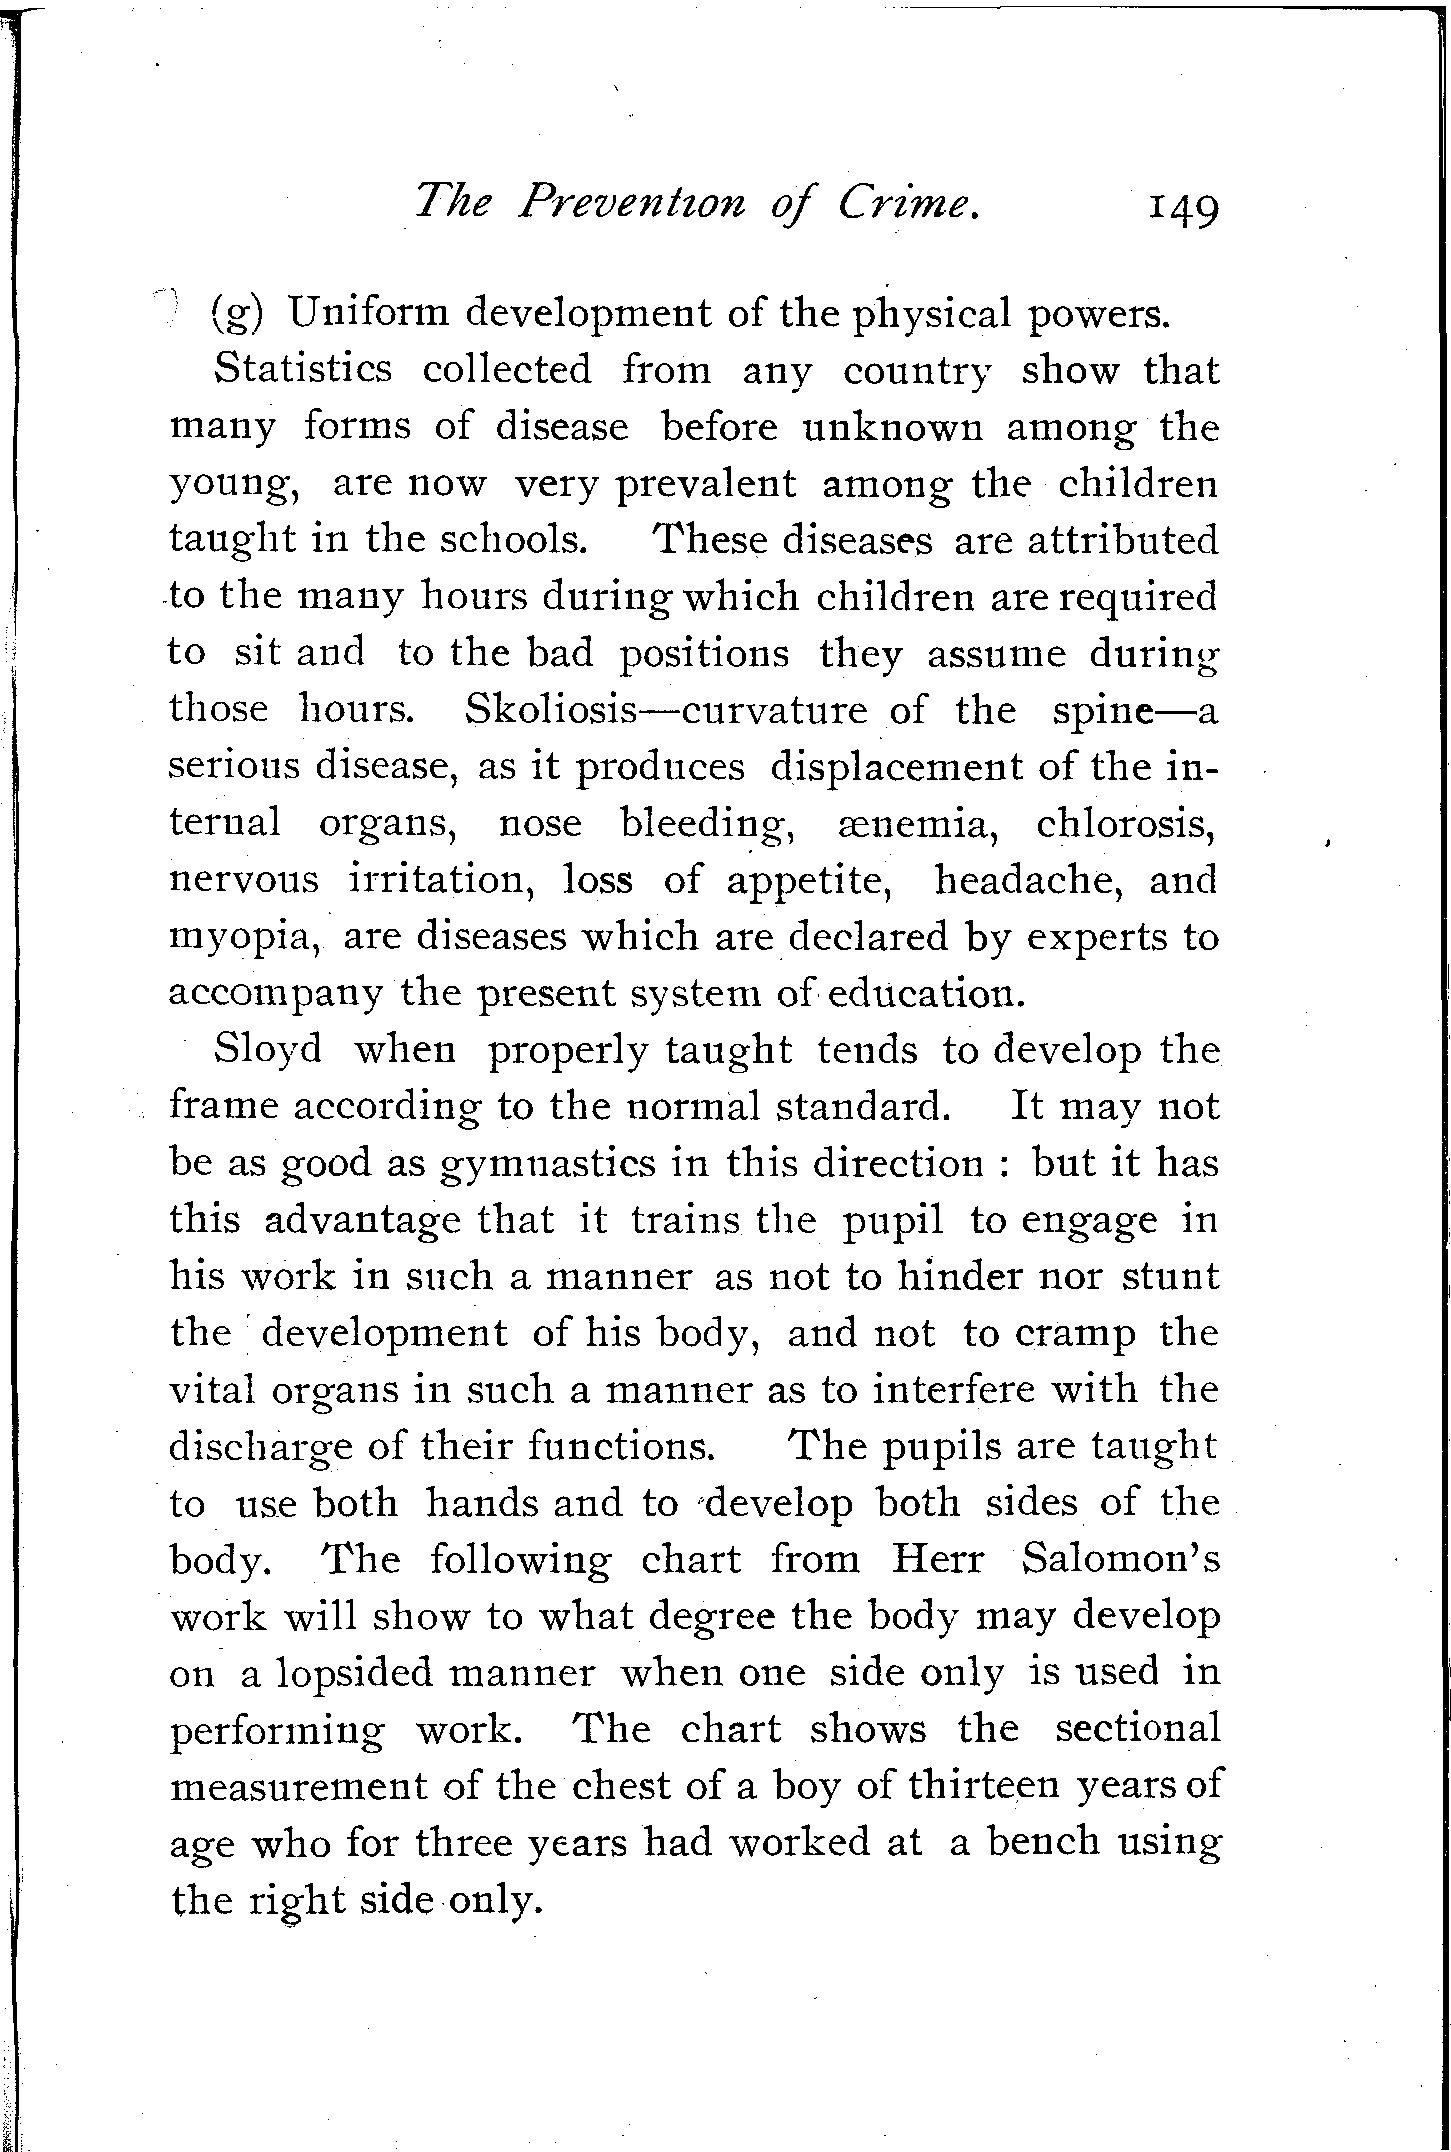 The Prevention of Crime. 149
(g) Uniform development of the physical powers.
Statistics collected from any country show that
many forms of disease before unknown among the
young, are now very prevalent among the children
taught in the schools. These diseases are attributed
to the many hours during which children are required
to sit and to the bad positions they assume during
those hours. Skoliosis—curvature of the spine—a
serious disease, as it produces displacement of the in-
ternal organs, nose bleeding, ænemia, chlorosis,
nervous irritation, loss of appetite, headache, and
myopia, are diseases which are declared by experts to
accompany the present system of education.
Sloyd when properly taught tends to develop the
frame according to the normal standard. It may not
be as good as gymnastics in this direction : but it has
this advantage that it trains the pupil to engage in
his work in such a manner as not to hinder nor stunt
the development of his body, and not to cramp the
vital organs in such a manner as to interfere with the
discharge of their functions. The pupils are taught
to use both hands and to develop both sides of the
body. The following chart from Herr Salomon's
work will show to what degree the body may develop
on a lopsided manner when one side only is used in
performing work. The chart shows the sectional
measurement of the chest of a boy of thirteen years of
age who for three years had worked at a bench using
the right side only.